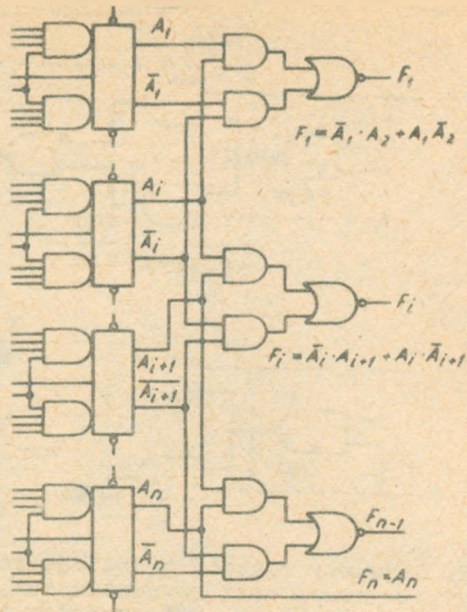 A₁
F₁
Ā₁
F₁ = Ā₁ · A₂ + A₁ Ā₂
Aᵢ
Āᵢ
Fᵢ
Aᵢ₊₁
A̅ᵢ₊₁
Fᵢ = Āᵢ · Aᵢ₊₁ + Aᵢ · Āᵢ₊₁
Aₙ
Fₙ₋₁
Āₙ
Fₙ = Aₙ